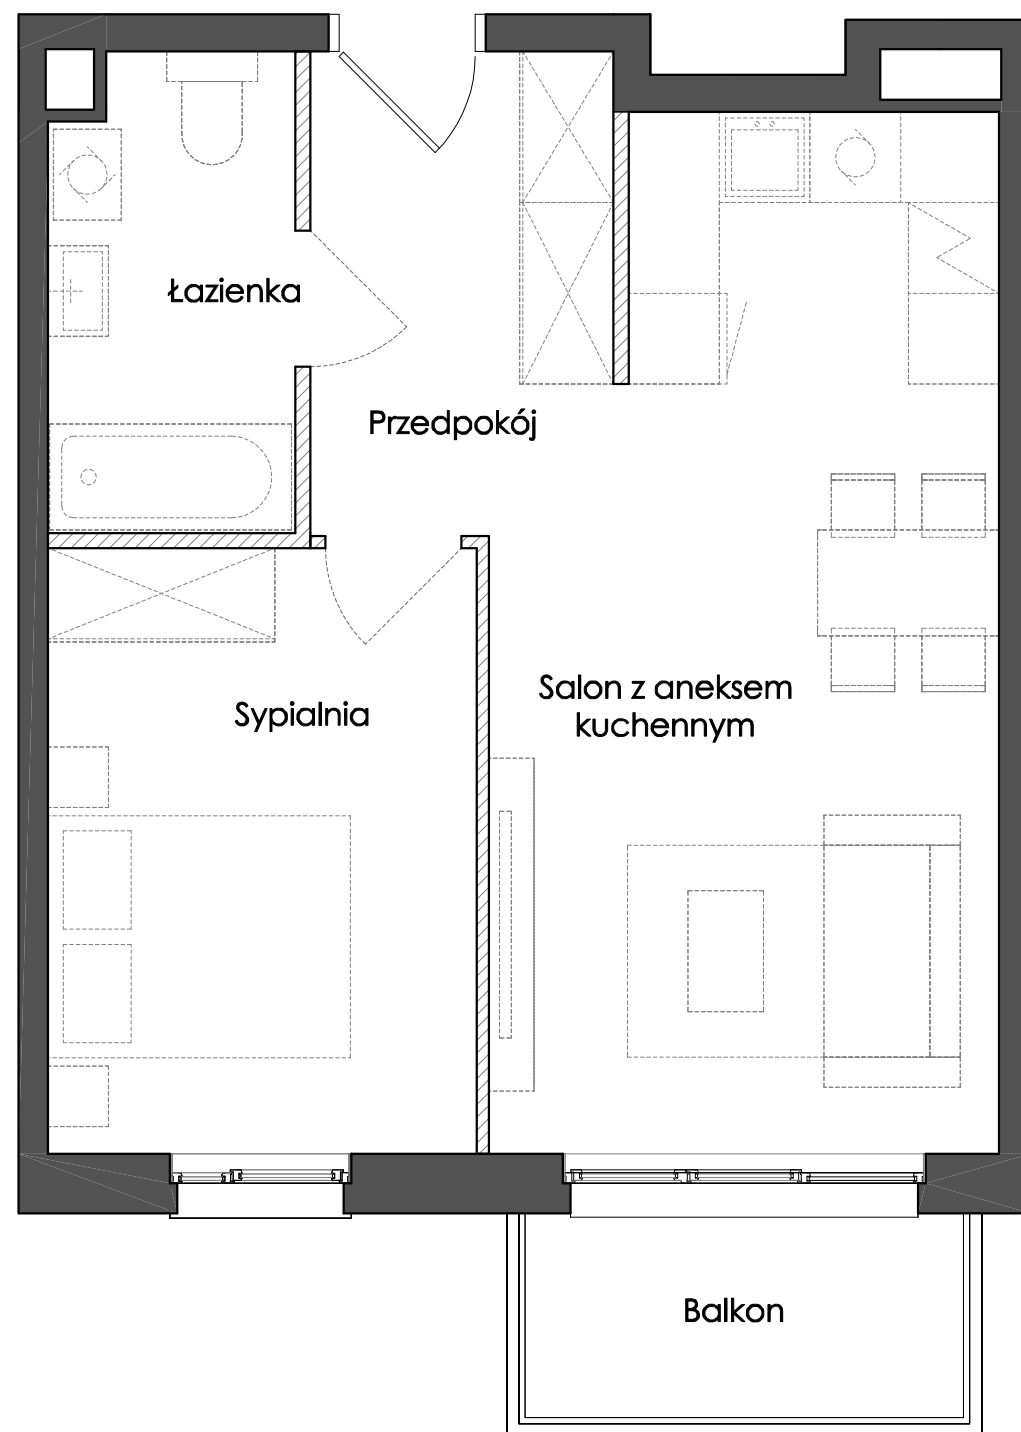 Łazienka
Przedpokój
Salon z aneksem
kuchennym
Sypialnia
Balkon